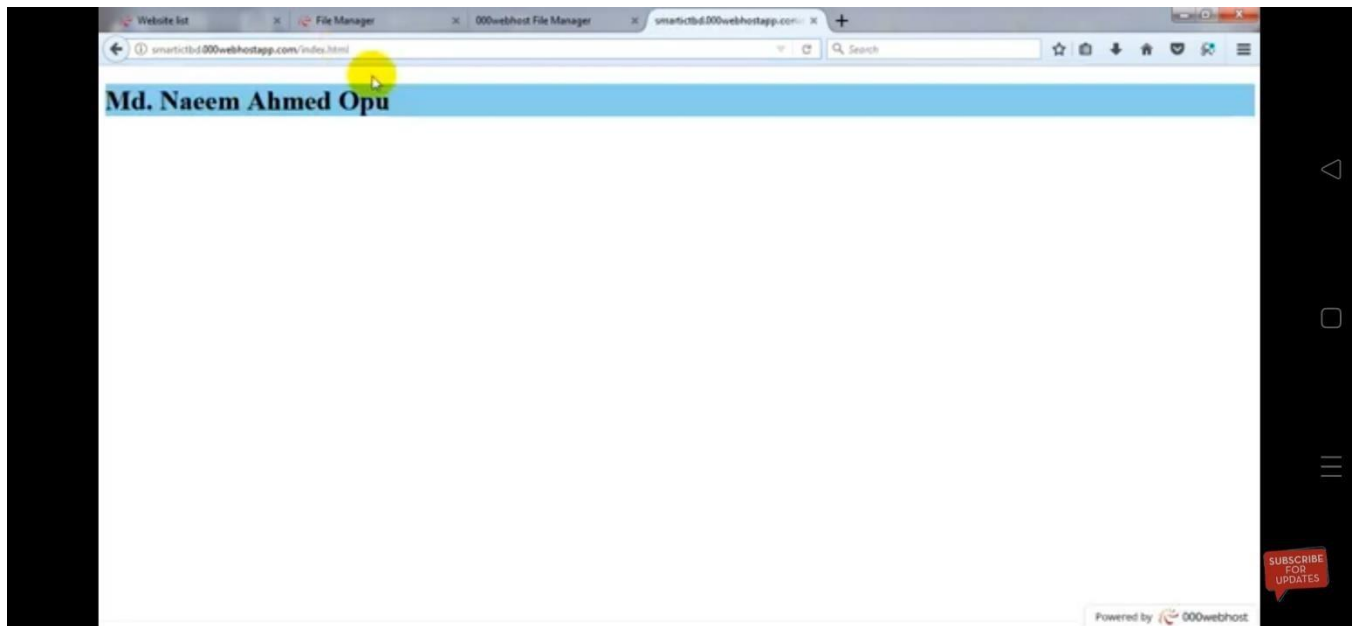 Website list
File Manager
000webhost File Manager
smartictbd.000webhostapp.com
smartictbd.000webhostapp.com/index.html
Search
Md. Naeem Ahmed Opu
SUBSCRIBE
FOR
UPDATES
Powered by 000webhost